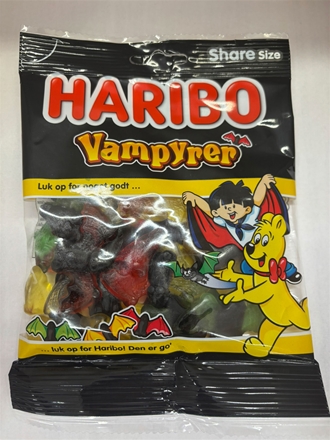 Share Size
HARIBO
Vampyrer
Luk op for noget godt ...
... luk op for Haribo! Den er go'